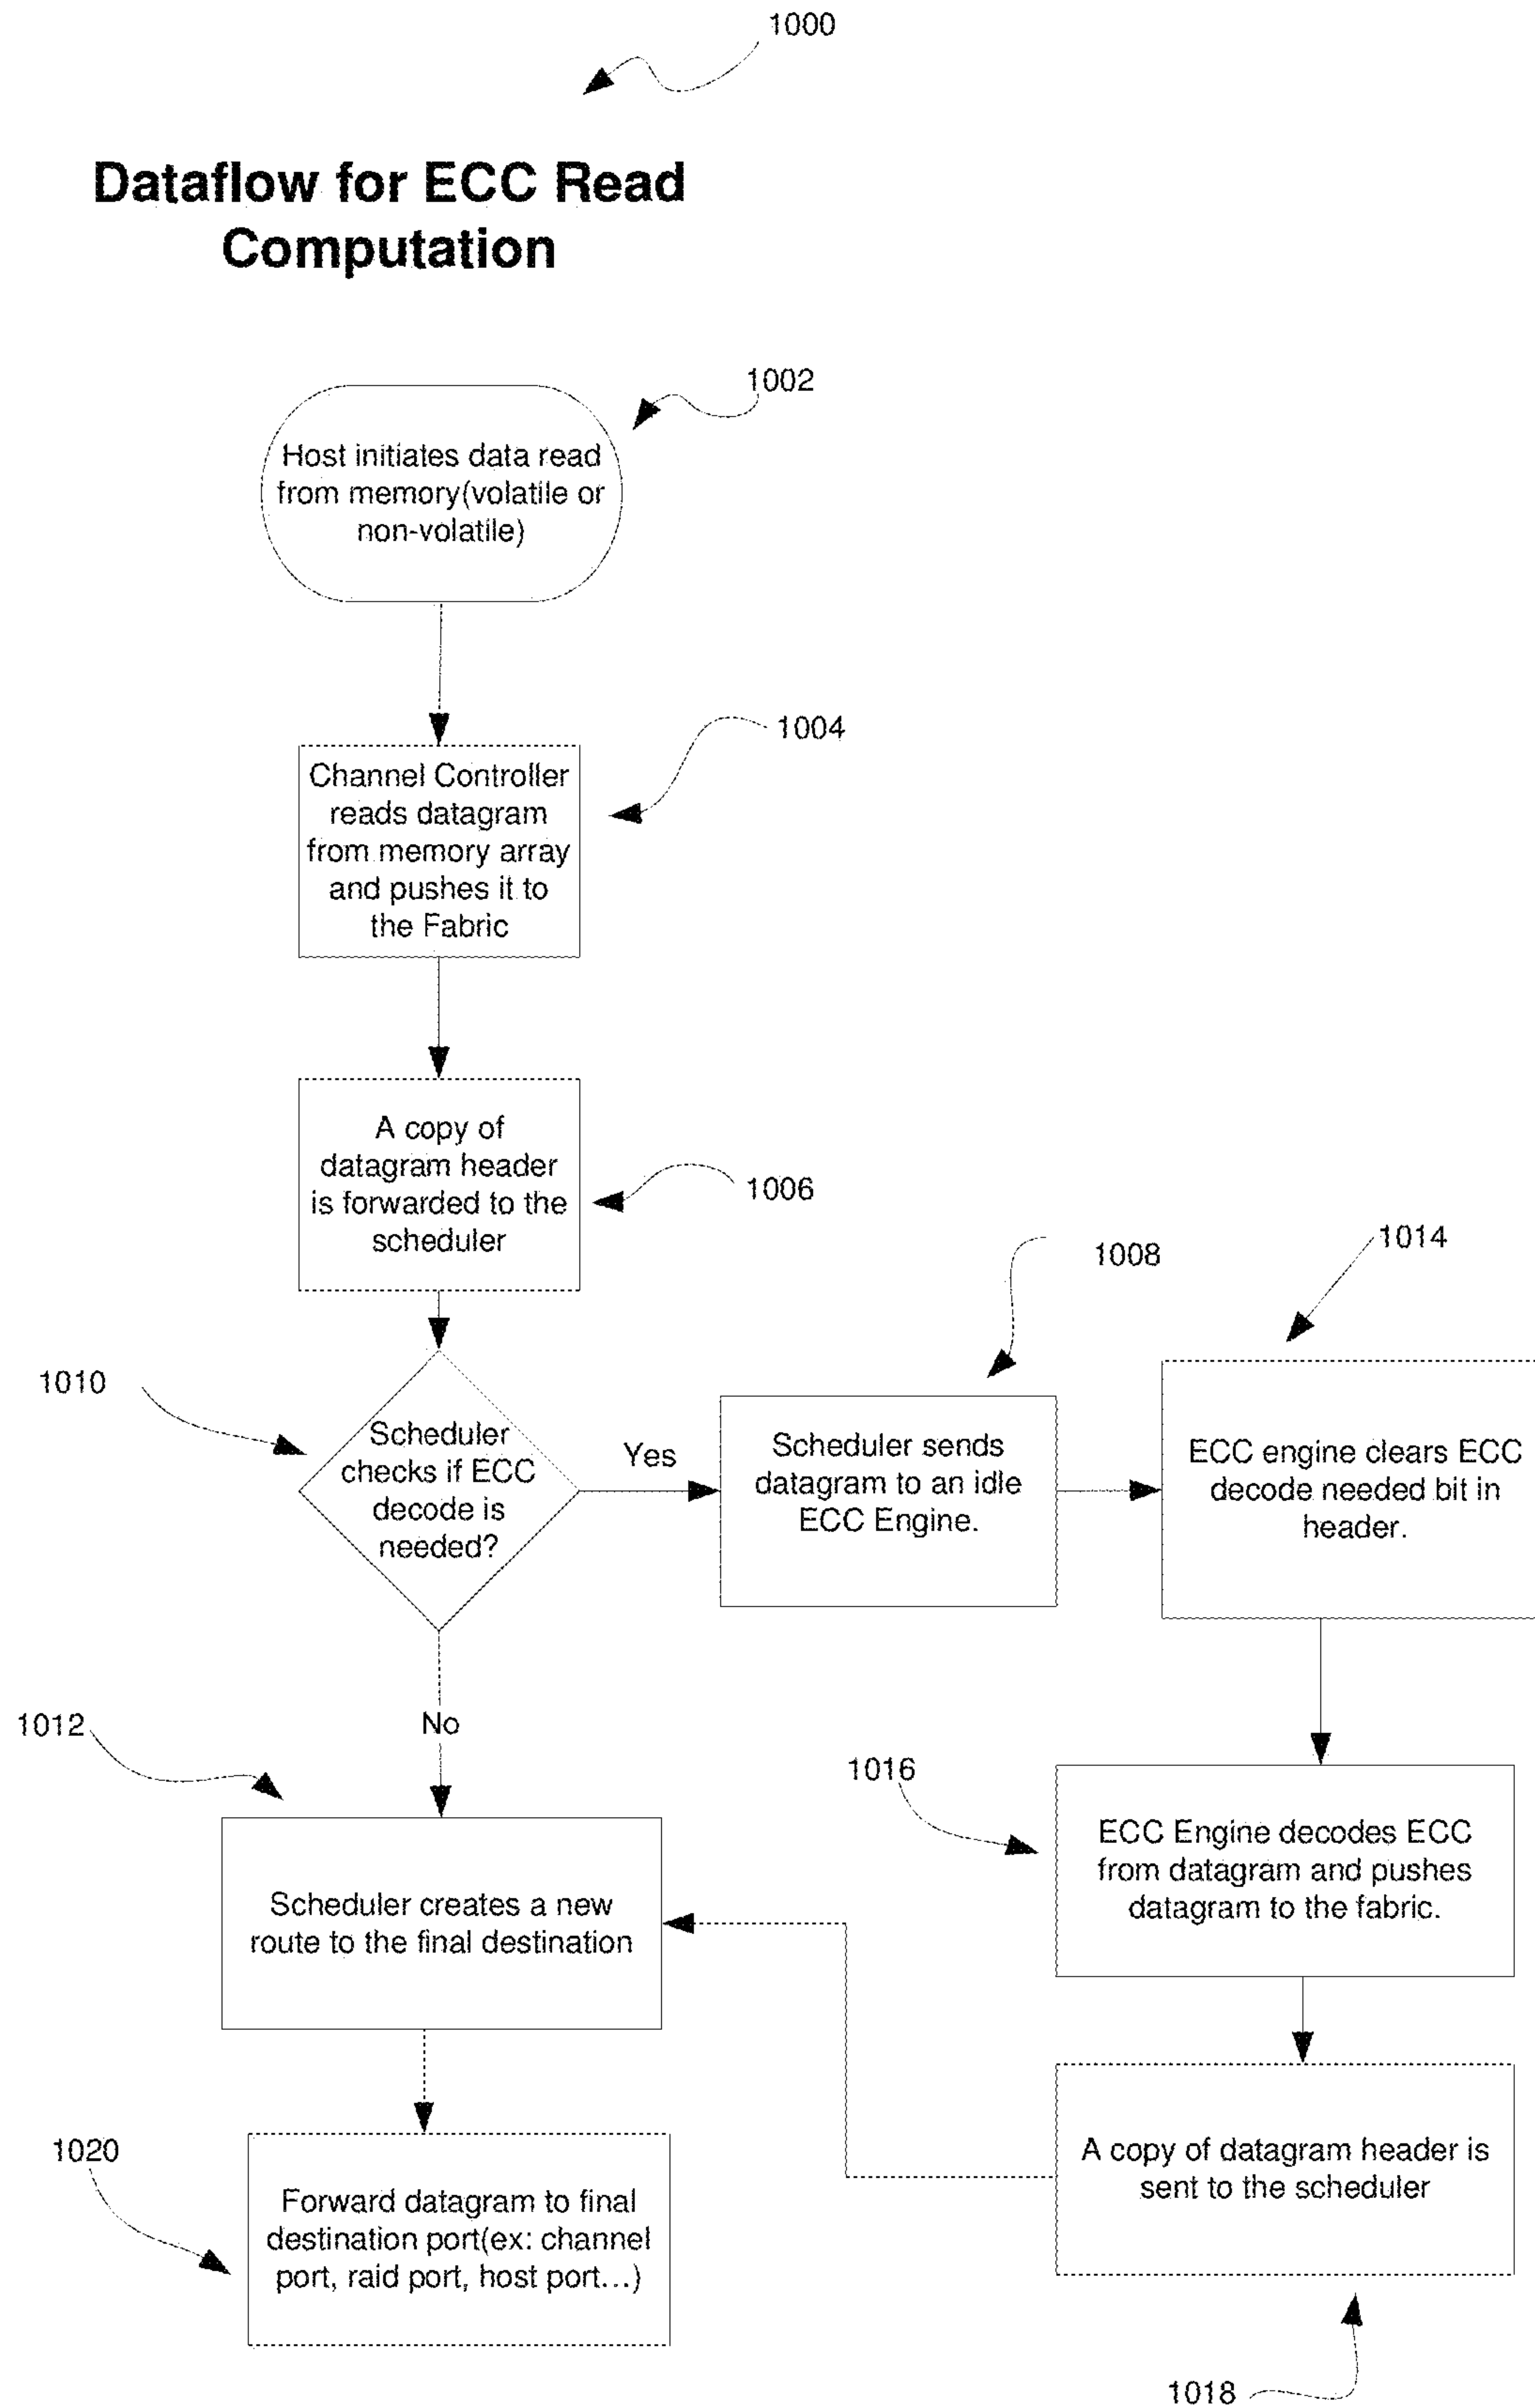 1000
Dataflow for ECC Read
Computation
1002
Host initiates data read
from memory(volatile or
non-volatile)
1004
Channel Controller
reads datagram
from memory array
and pushes it to
the Fabric
A copy of
datagram header
is forwarded to the
scheduler
1006
1008
1014
1010
Scheduler
checks if ECC
decode is
needed?
Yes
Scheduler sends
datagram to an idle
ECC Engine.
ECC engine clears ECC
decode needed bit in
header.
No
1012
1016
ECC Engine decodes ECC
from datagram and pushes
datagram to the fabric.
Scheduler creates a new
route to the final destination
1020
A copy of datagram header is
sent to the scheduler
Forward datagram to final
destination port(ex: channel
port, raid port, host port...)
1018